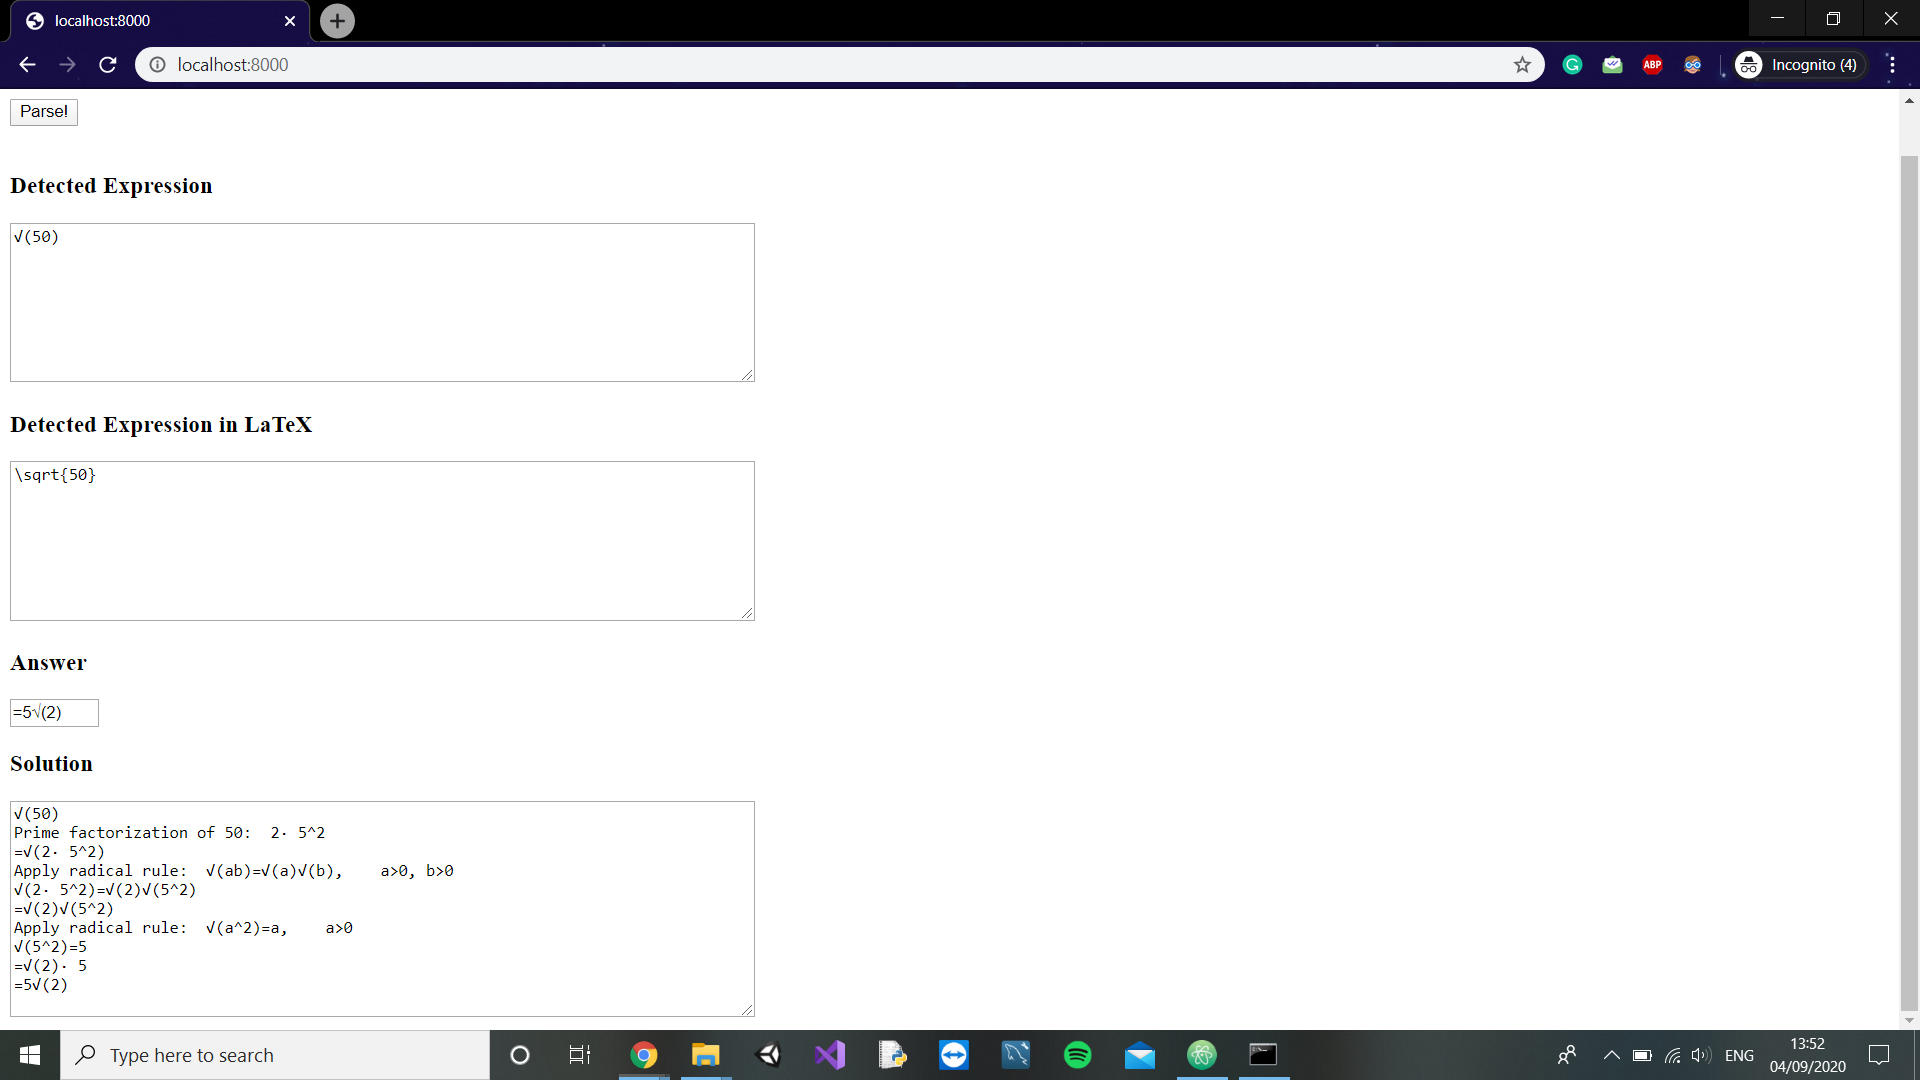 localhost:8000
localhost:8000
ABP
Incognito (4)
Parse!
Detected Expression
√(50)
Detected Expression in LaTeX
\sqrt{50}
Answer
=5√(2)
Solution
√(50)
Prime factorization of 50:  2· 5^2
=√(2· 5^2)
Apply radical rule:  √(ab)=√(a)√(b),    a>0, b>0
√(2· 5^2)=√(2)√(5^2)
=√(2)√(5^2)
Apply radical rule:  √(a^2)=a,    a>0
√(5^2)=5
=√(2)· 5
=5√(2)
Type here to search
ENG
13:52
04/09/2020